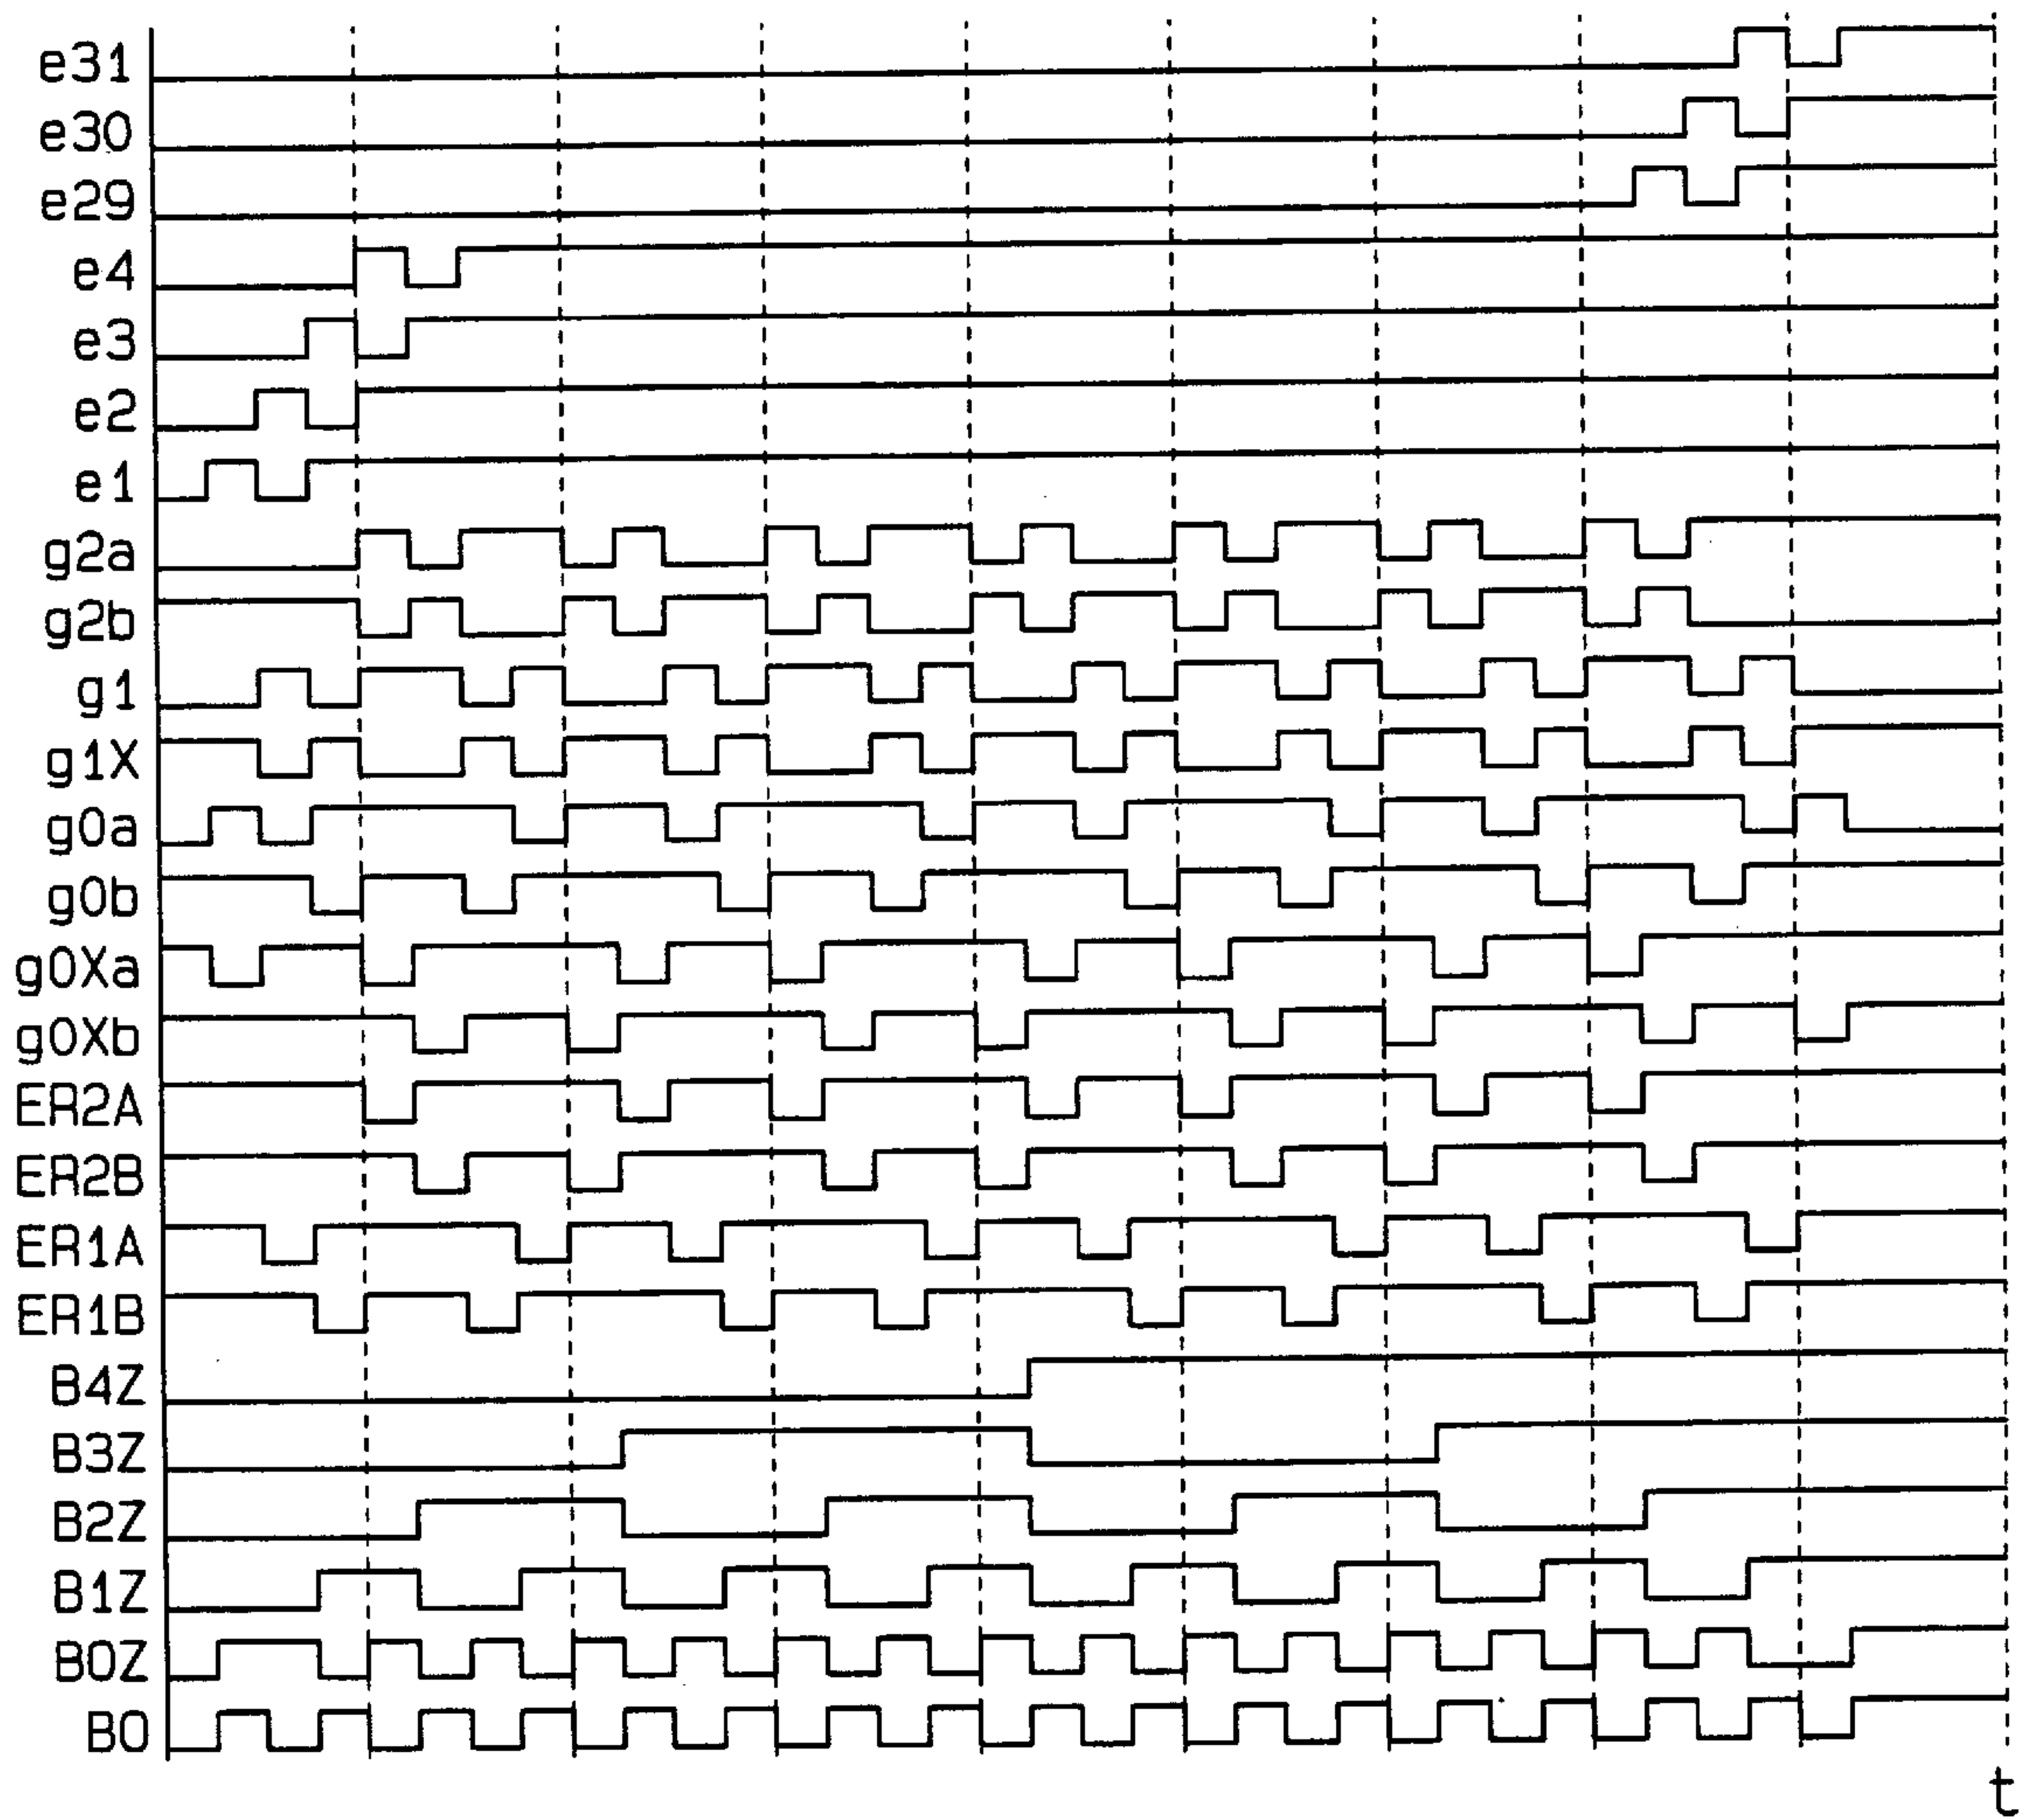 e31
e30
e29
e4
e3
e2
e1
g2a
g2b
g1
g1X
g0a
g0b
g0Xa
g0Xb
ER2A
ER2B
ER1A
ER1B
B4Z
B3Z
B2Z
B1Z
B0Z
B0
t